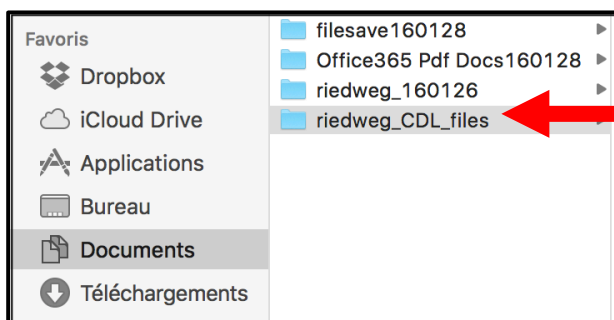 Favoris
Dropbox
iCloud Drive
Applications
Bureau
Documents
Téléchargements
filesave160128
Office365 Pdf Docs160128
riedweg_160126
riedweg_CDL_files